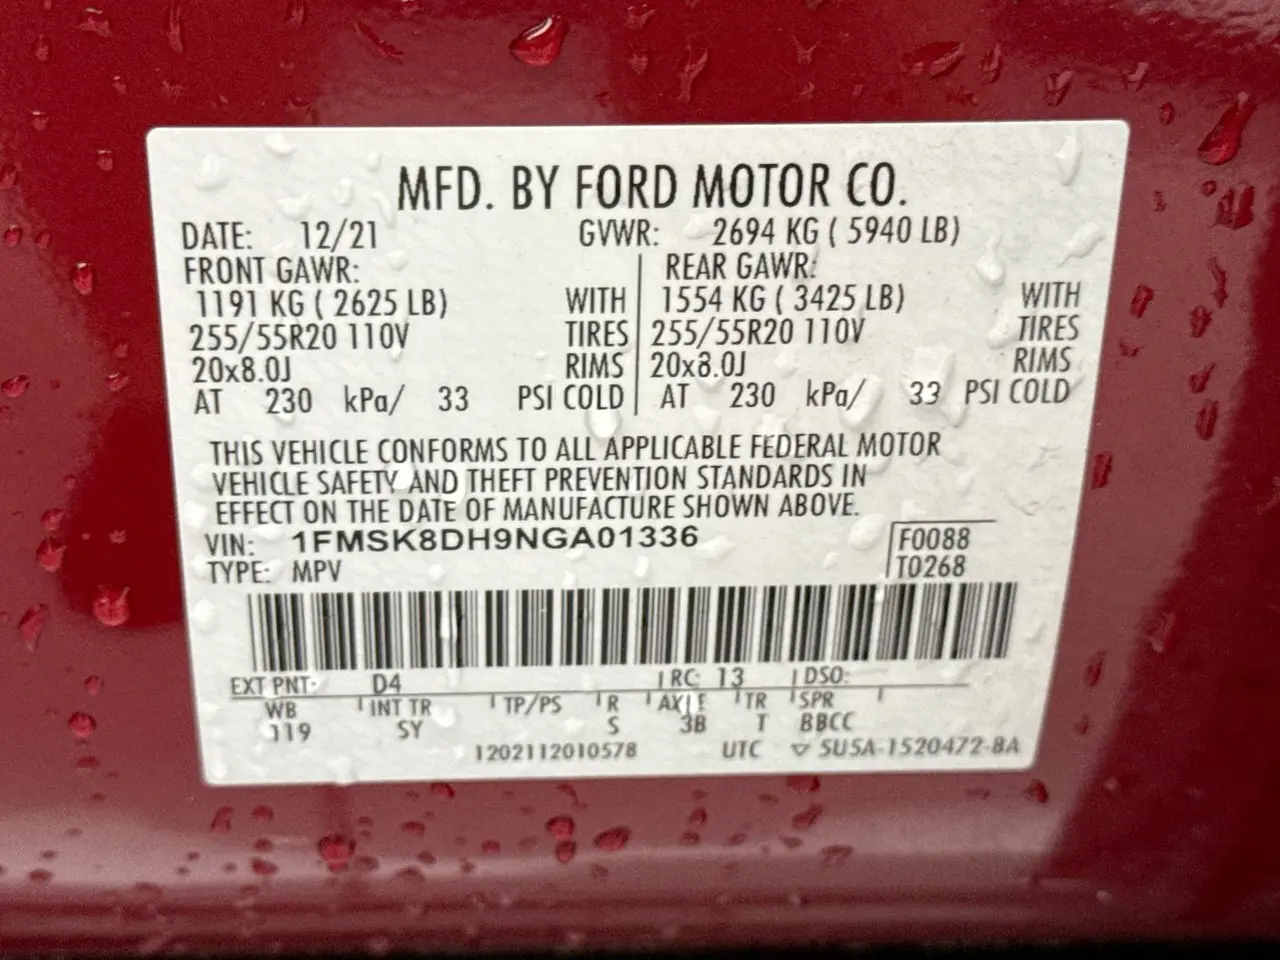 MFD. BY FORD MOTOR CO.
DATE: 12/21 GVWR: 2694 KG ( 5940 LB)
FRONT GAWR: REAR GAWR:
1191 KG ( 2625 LB) WITH 1554 KG ( 3425 LB) WITH
255/55R20 110V TIRES 255/55R20 110V TIRES
20x8.0J RIMS 20x8.0J RIMS
AT 230 kPa/ 33 PSI COLD AT 230 kPa/ 33 PSI COLD
THIS VEHICLE CONFORMS TO ALL APPLICABLE FEDERAL MOTOR
VEHICLE SAFETY AND THEFT PREVENTION STANDARDS IN
EFFECT ON THE DATE OF MANUFACTURE SHOWN ABOVE.
VIN: 1FMSK8DH9NGA01336 F0088
TYPE: MPV T0268
EXT PNT: D4 RC: 13 DSO:
WB INT TR TP/PS R AXLE TR SPR
119 SY S 3B T BBCC
1202112010578 UTC ▽ 5U5A-1520472-BA